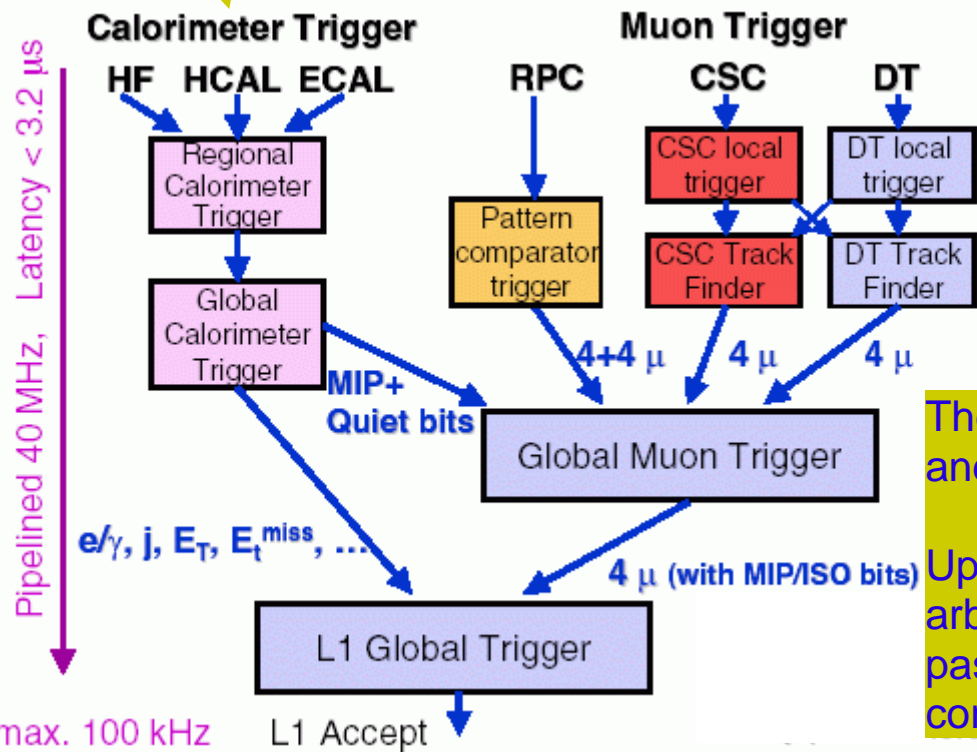 Calorimeter Trigger
Muon Trigger
HF HCAL ECAL
RPC
CSC
DT
Pipelined 40 MHz, Latency < 3.2 μs
Regional
Calorimeter
Trigger
CSC local
trigger
DT local
trigger
Pattern
comparator
trigger
CSC Track
Finder
DT Track
Finder
Global
Calorimeter
Trigger
4+4 μ
4 μ
4 μ
MIP+
Quiet bits
Global Muon Trigger
e/γ, j, E_T, E_t^miss, ...
4 μ (with MIP/ISO bits)
L1 Global Trigger
max. 100 kHz
L1 Accept
and
Up